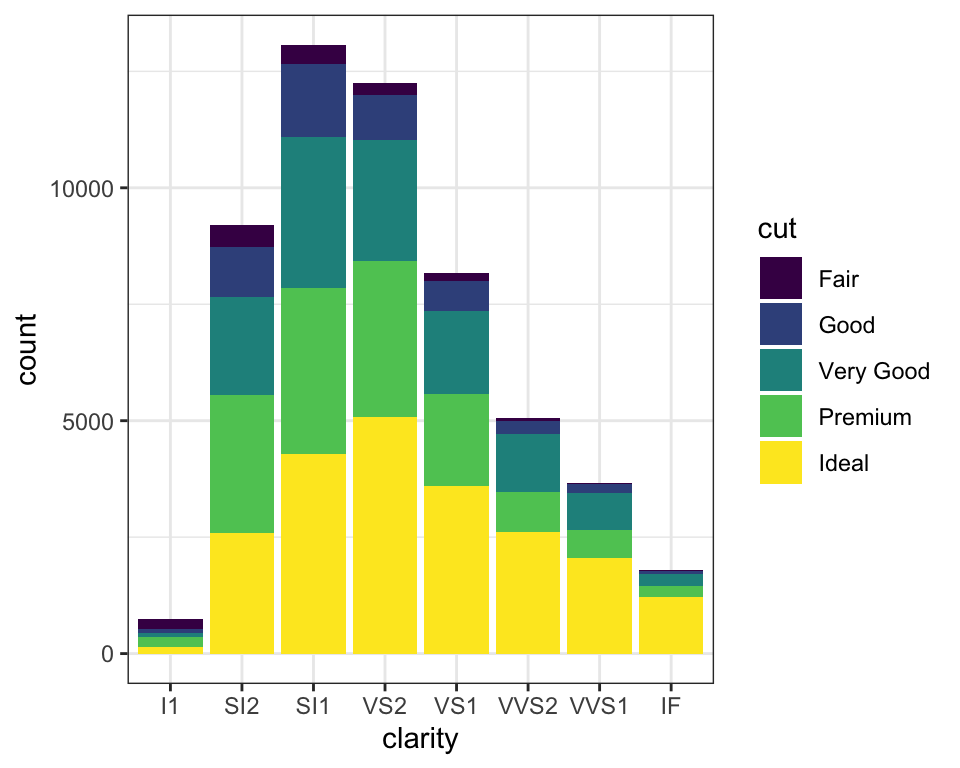 10000
5000
0
count
I1 SI2 SI1 VS2 VS1 VVS2 VVS1 IF
clarity
cut
Fair
Good
Very Good
Premium
Ideal